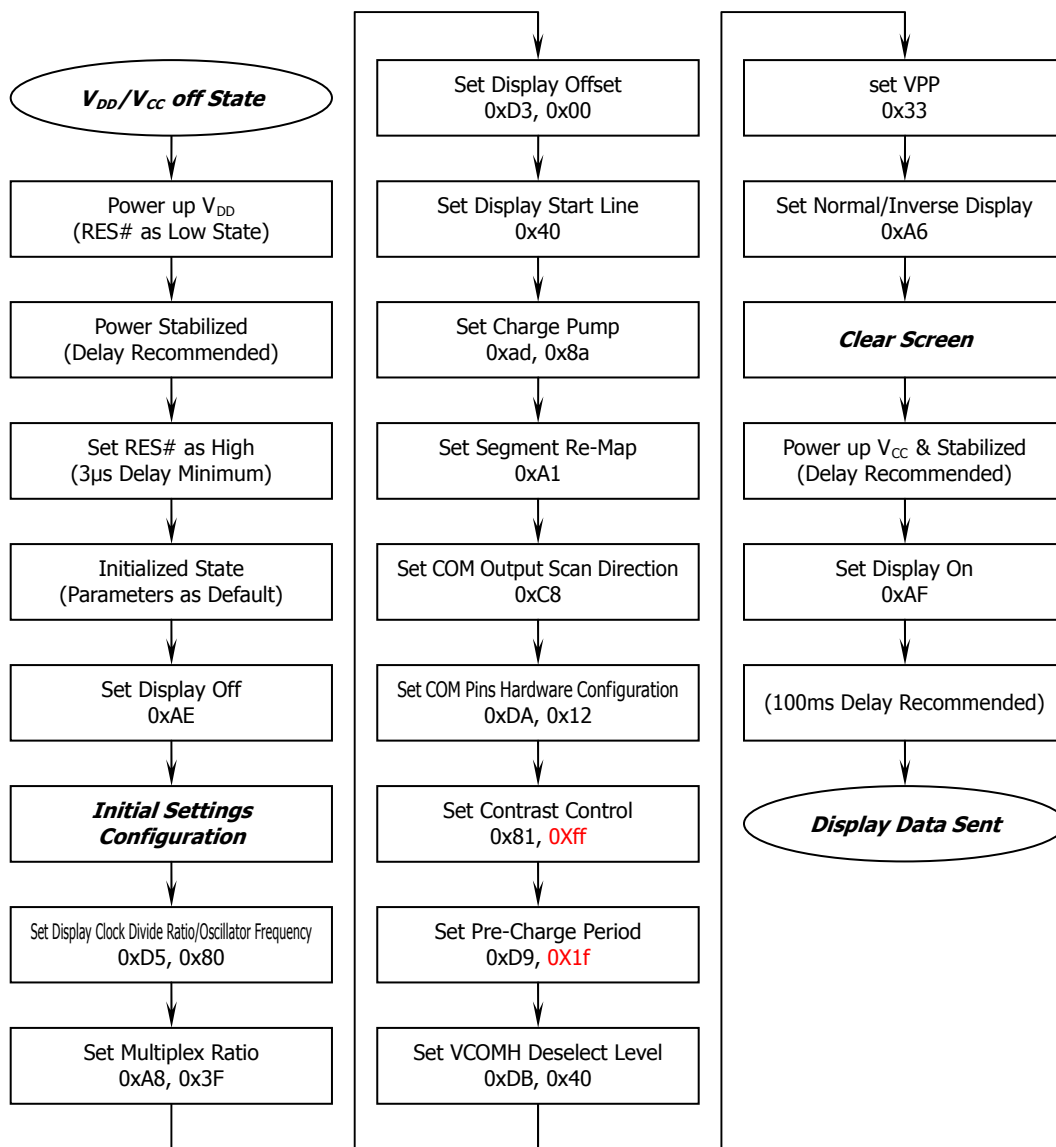 V_DD/V_CC off State
Power up V_DD
(RES# as Low State)
Power Stabilized
(Delay Recommended)
Set RES# as High
(3μs Delay Minimum)
Initialized State
(Parameters as Default)
Set Display Off
0xAE
Initial Settings
Configuration
Set Display Clock Divide Ratio/Oscillator Frequency
0xD5, 0x80
Set Multiplex Ratio
0xA8, 0x3F
Set Display Offset
0xD3, 0x00
Set Display Start Line
0x40
Set Charge Pump
0xad, 0x8a
Set Segment Re-Map
0xA1
Set COM Output Scan Direction
0xC8
Set COM Pins Hardware Configuration
0xDA, 0x12
Set Contrast Control
0x81, 0Xff
Set Pre-Charge Period
0xD9, 0X1f
Set VCOMH Deselect Level
0xDB, 0x40
set VPP
0x33
Set Normal/Inverse Display
0xA6
Clear Screen
Power up V_CC & Stabilized
(Delay Recommended)
Set Display On
0xAF
(100ms Delay Recommended)
Display Data Sent